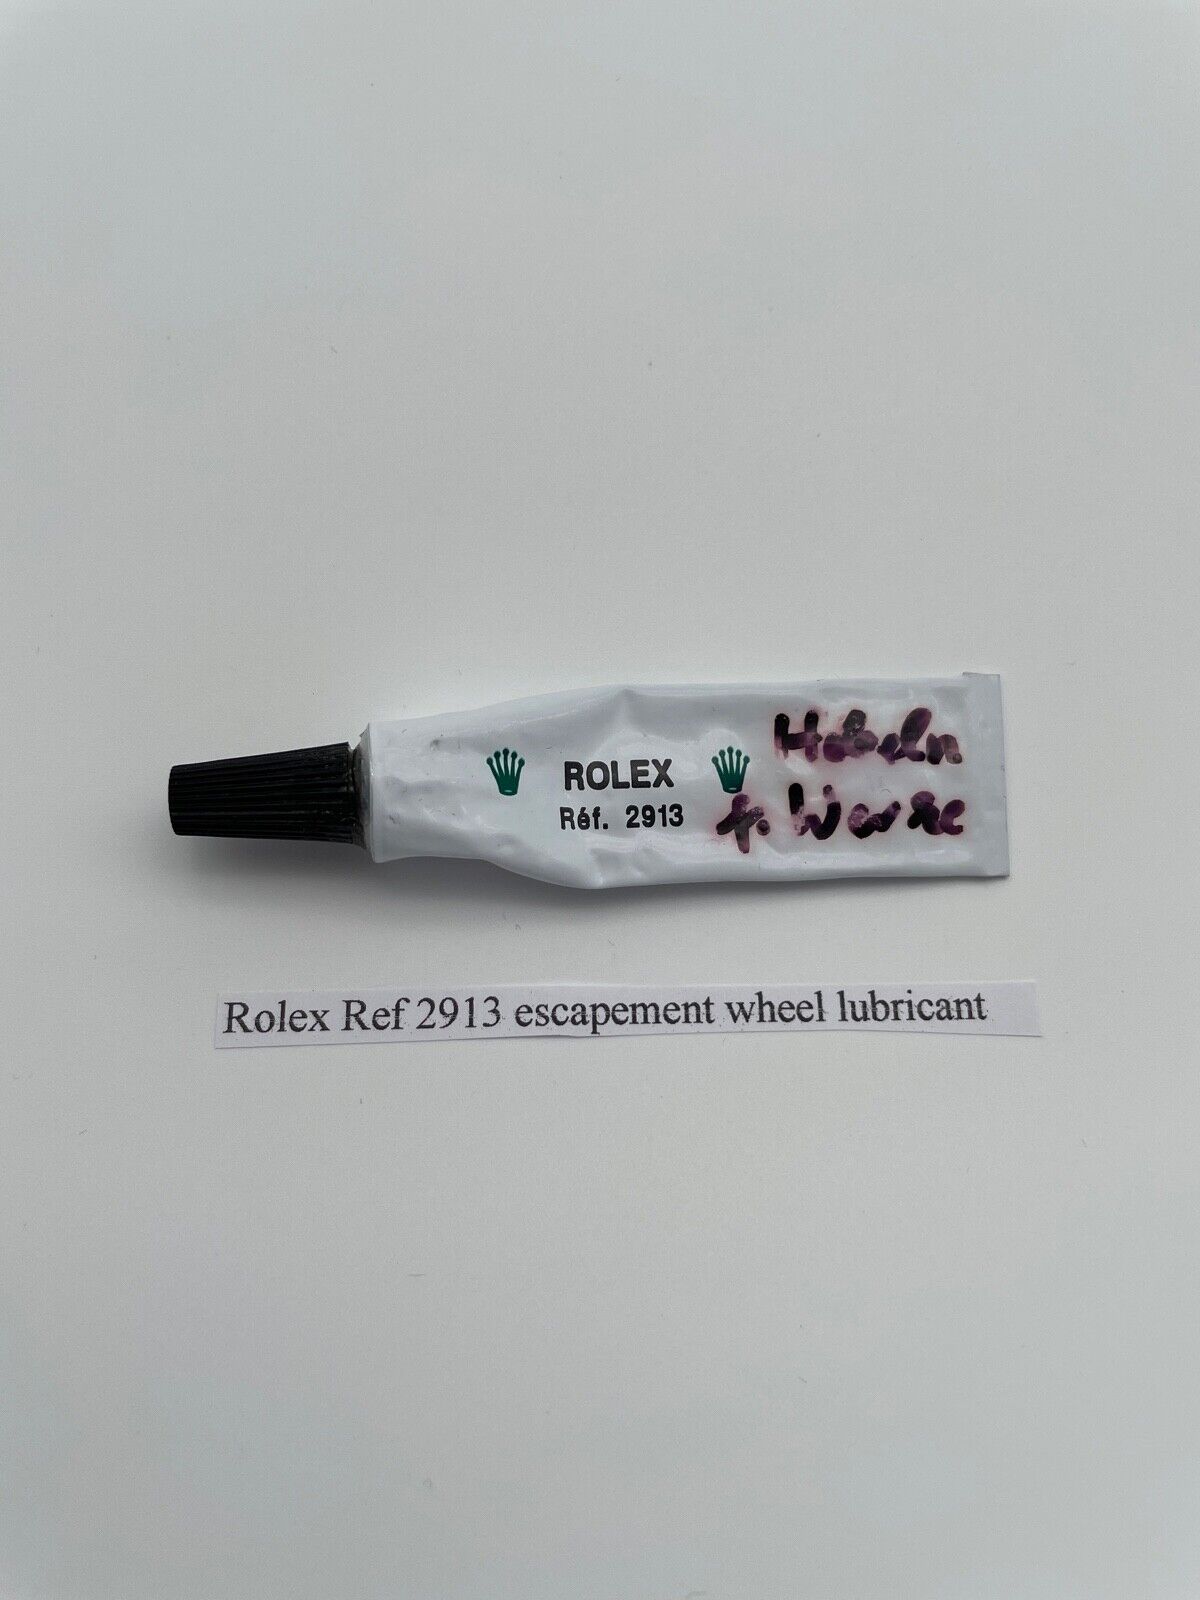 ROLEX
Réf. 2913
f.
Rolex Ref 2913 escapement wheel lubricant